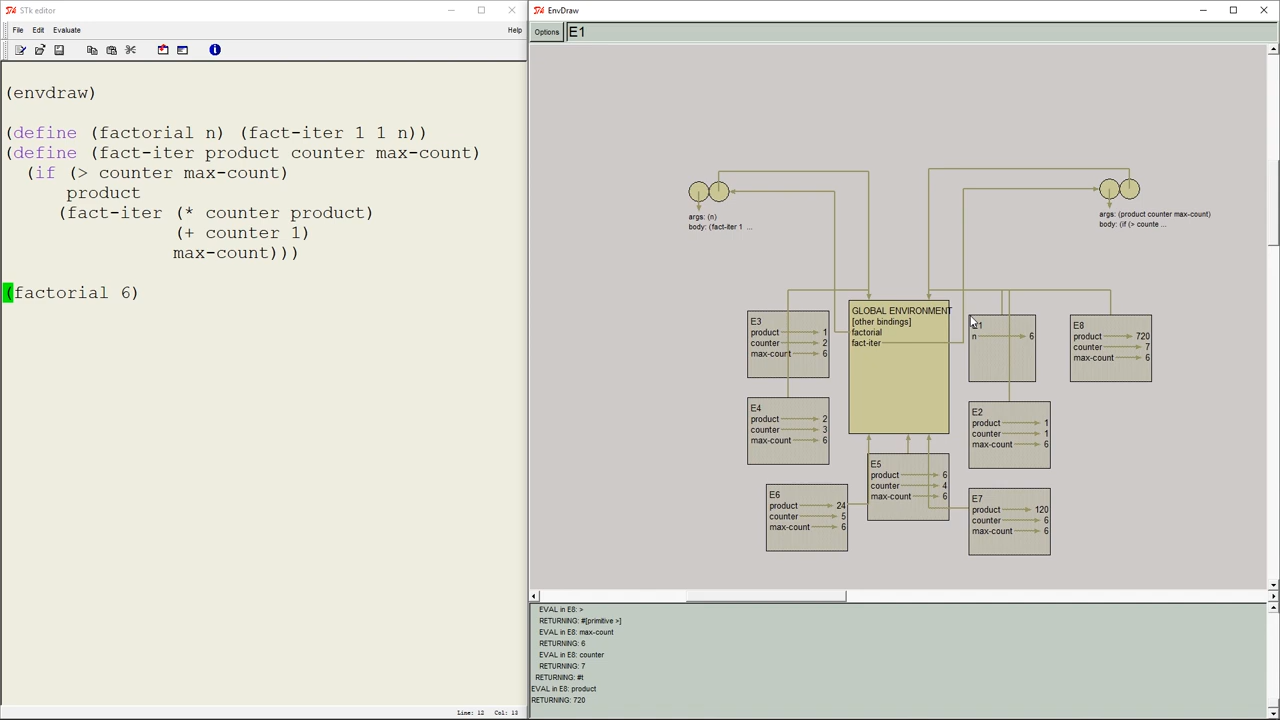 STk editor
File Edit Evaluate Help
(envdraw)
(define (factorial n) (fact-iter 1 1 n))
(define (fact-iter product counter max-count)
(if (> counter max-count)
product
(fact-iter (* counter product)
(+ counter 1)
max-count)))
(factorial 6)
Line: 12 Col: 13
EnvDraw
Options E1
args: (n)
body: (fact-iter 1 ...
args: (product counter max-count)
body: (if (> counte ...
GLOBAL ENVIRONMENT
[other bindings]
factorial
fact-iter
E3
product 1
counter 2
max-count 6
E4
product 2
counter 3
max-count 6
E5
product 6
counter 4
max-count 6
E6
product 24
counter 5
max-count 6
E1
n 6
E2
product 1
counter 1
max-count 6
E7
product 120
counter 6
max-count 6
E8
product 720
counter 7
max-count 6
EVAL in E8: >
RETURNING: #[primitive >]
EVAL in E8: max-count
RETURNING: 6
EVAL in E8: counter
RETURNING: 7
RETURNING: #t
EVAL in E8: product
RETURNING: 720